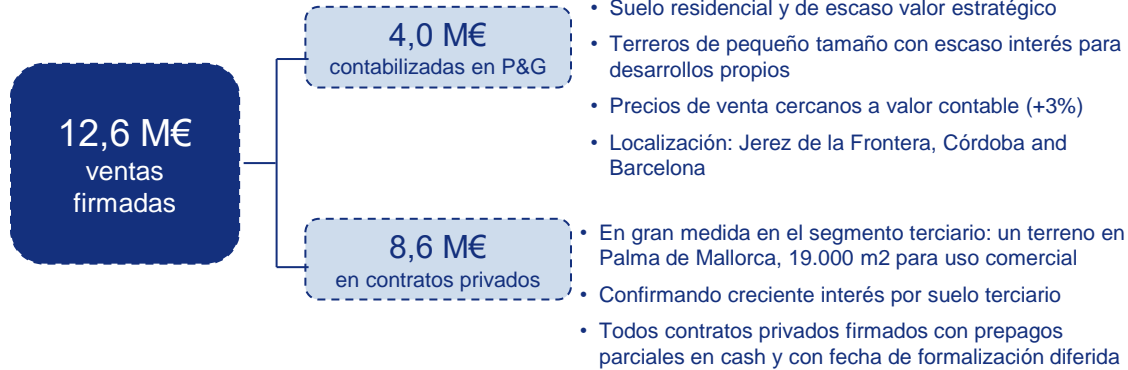 12,6 M€
ventas
firmadas
4,0 M€
contabilizadas en P&G
• Suelo residencial y de escaso valor estratégico
• Terreros de pequeño tamaño con escaso interés para
desarrollos propios
• Precios de venta cercanos a valor contable (+3%)
• Localización: Jerez de la Frontera, Córdoba and
Barcelona
8,6 M€
en contratos privados
• En gran medida en el segmento terciario: un terreno en
Palma de Mallorca, 19.000 m2 para uso comercial
• Confirmando creciente interés por suelo terciario
• Todos contratos privados firmados con prepagos
parciales en cash y con fecha de formalización diferida